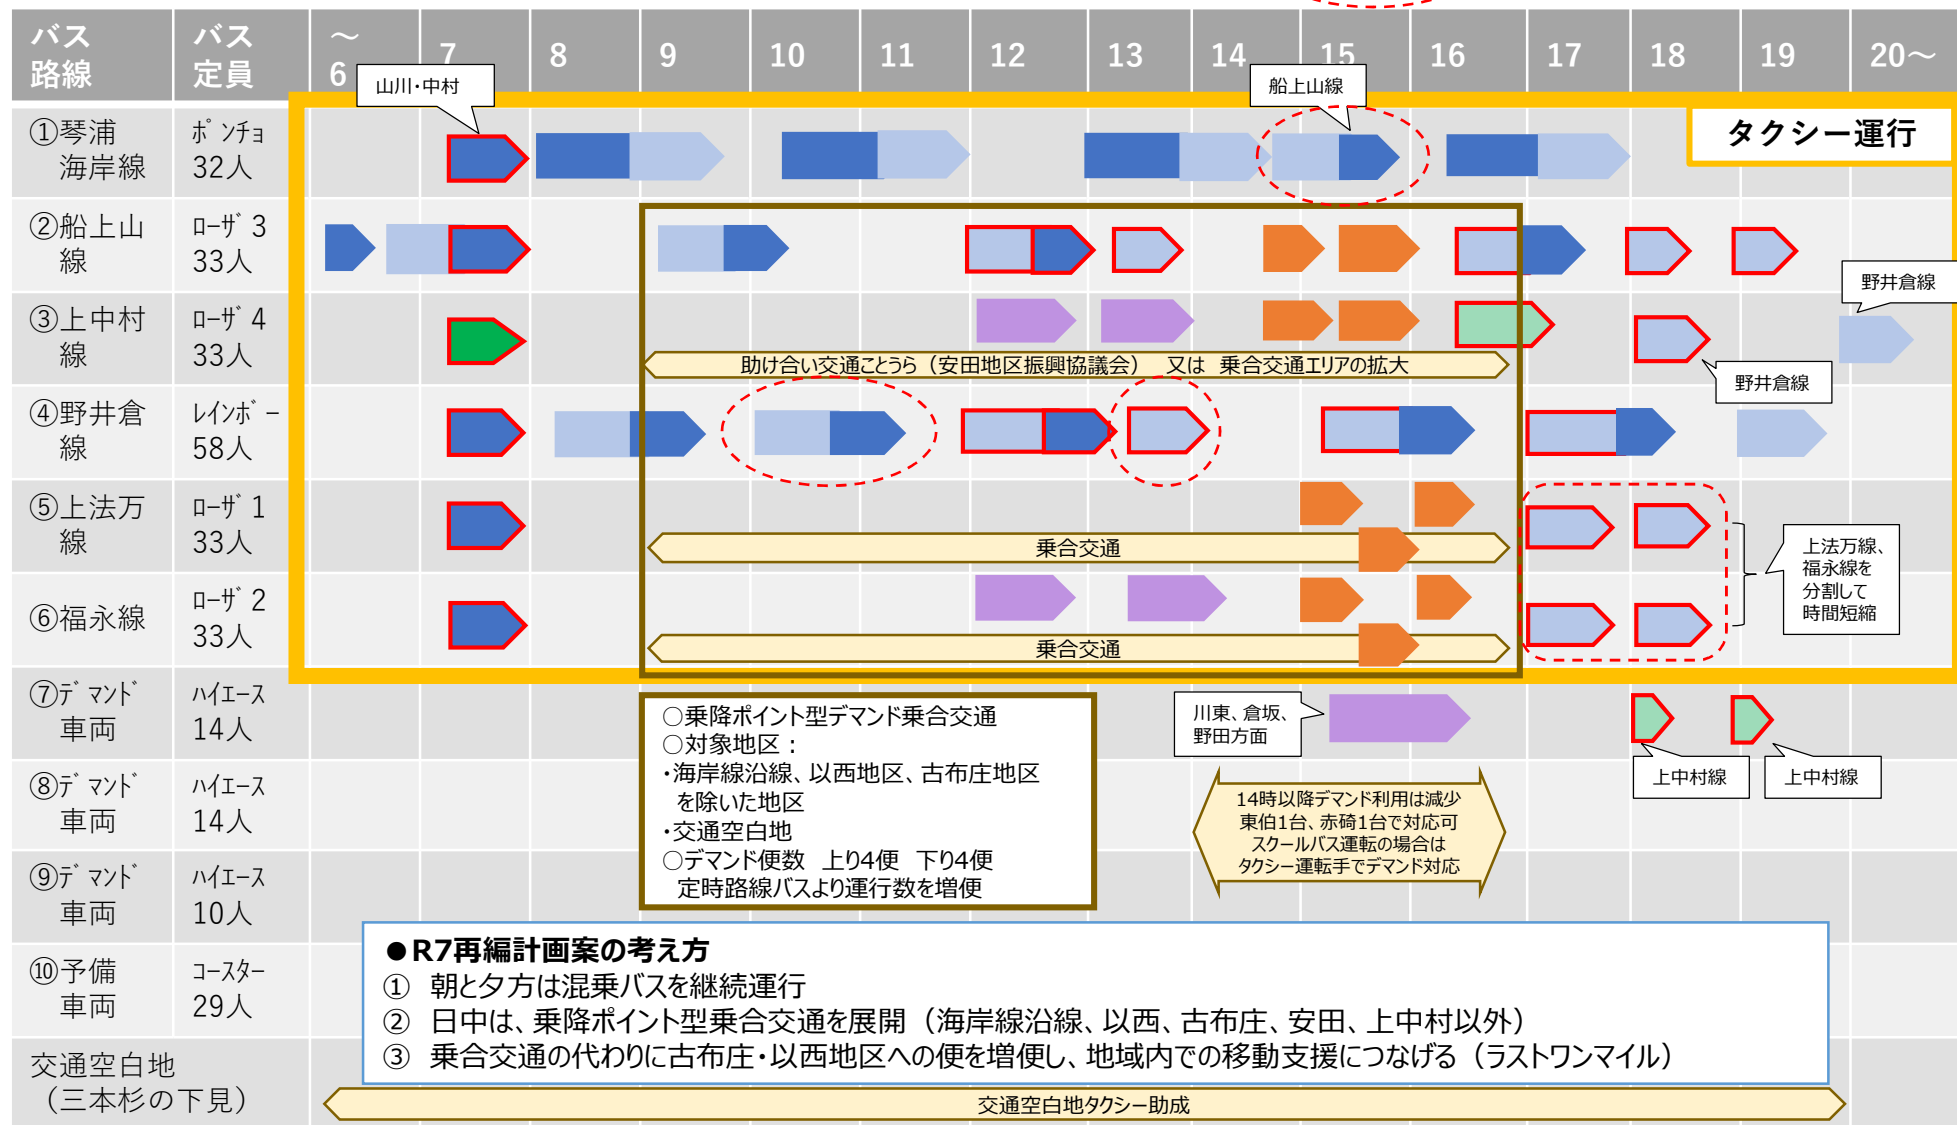 バス
路線
バス
定員
～
6
7
8
9
10
11
12
13
14
15
16
17
18
19
20～
山川・中村
船上山線
タクシー運行
①琴浦
海岸線
ﾎﾟﾝﾁｮ
32人
②船上山
線
ﾛｰｻﾞ3
33人
③上中村
線
ﾛｰｻﾞ4
33人
野井倉線
助け合い交通ことうら（安田地区振興協議会）　又は　乗合交通エリアの拡大
野井倉線
④野井倉
線
ﾚｲﾝﾎﾞｰ
58人
⑤上法万
線
ﾛｰｻﾞ1
33人
乗合交通
上法万線、
福永線を
分割して
時間短縮
⑥福永線
ﾛｰｻﾞ2
33人
乗合交通
⑦ﾃﾞﾏﾝﾄﾞ
車両
ﾊｲｴｰｽ
14人
川東、倉坂、
野田方面
上中村線
上中村線
○乗降ポイント型デマンド乗合交通
○対象地区：
・海岸線沿線、以西地区、古布庄地区
を除いた地区
・交通空白地
○デマンド便数　上り4便　下り4便
定時路線バスより運行数を増便
⑧ﾃﾞﾏﾝﾄﾞ
車両
ﾊｲｴｰｽ
14人
14時以降デマンド利用は減少
東伯1台、赤碕1台で対応可
スクールバス運転の場合は
タクシー運転手でデマンド対応
⑨ﾃﾞﾏﾝﾄﾞ
車両
ﾊｲｴｰｽ
10人
⑩予備
車両
ｺｰｽﾀｰ
29人
●R7再編計画案の考え方
①　朝と夕方は混乗バスを継続運行
②　日中は、乗降ポイント型乗合交通を展開（海岸線沿線、以西、古布庄、安田、上中村以外）
③　乗合交通の代わりに古布庄・以西地区への便を増便し、地域内での移動支援につなげる（ラストワンマイル）
交通空白地
（三本杉の下見）
交通空白地タクシー助成